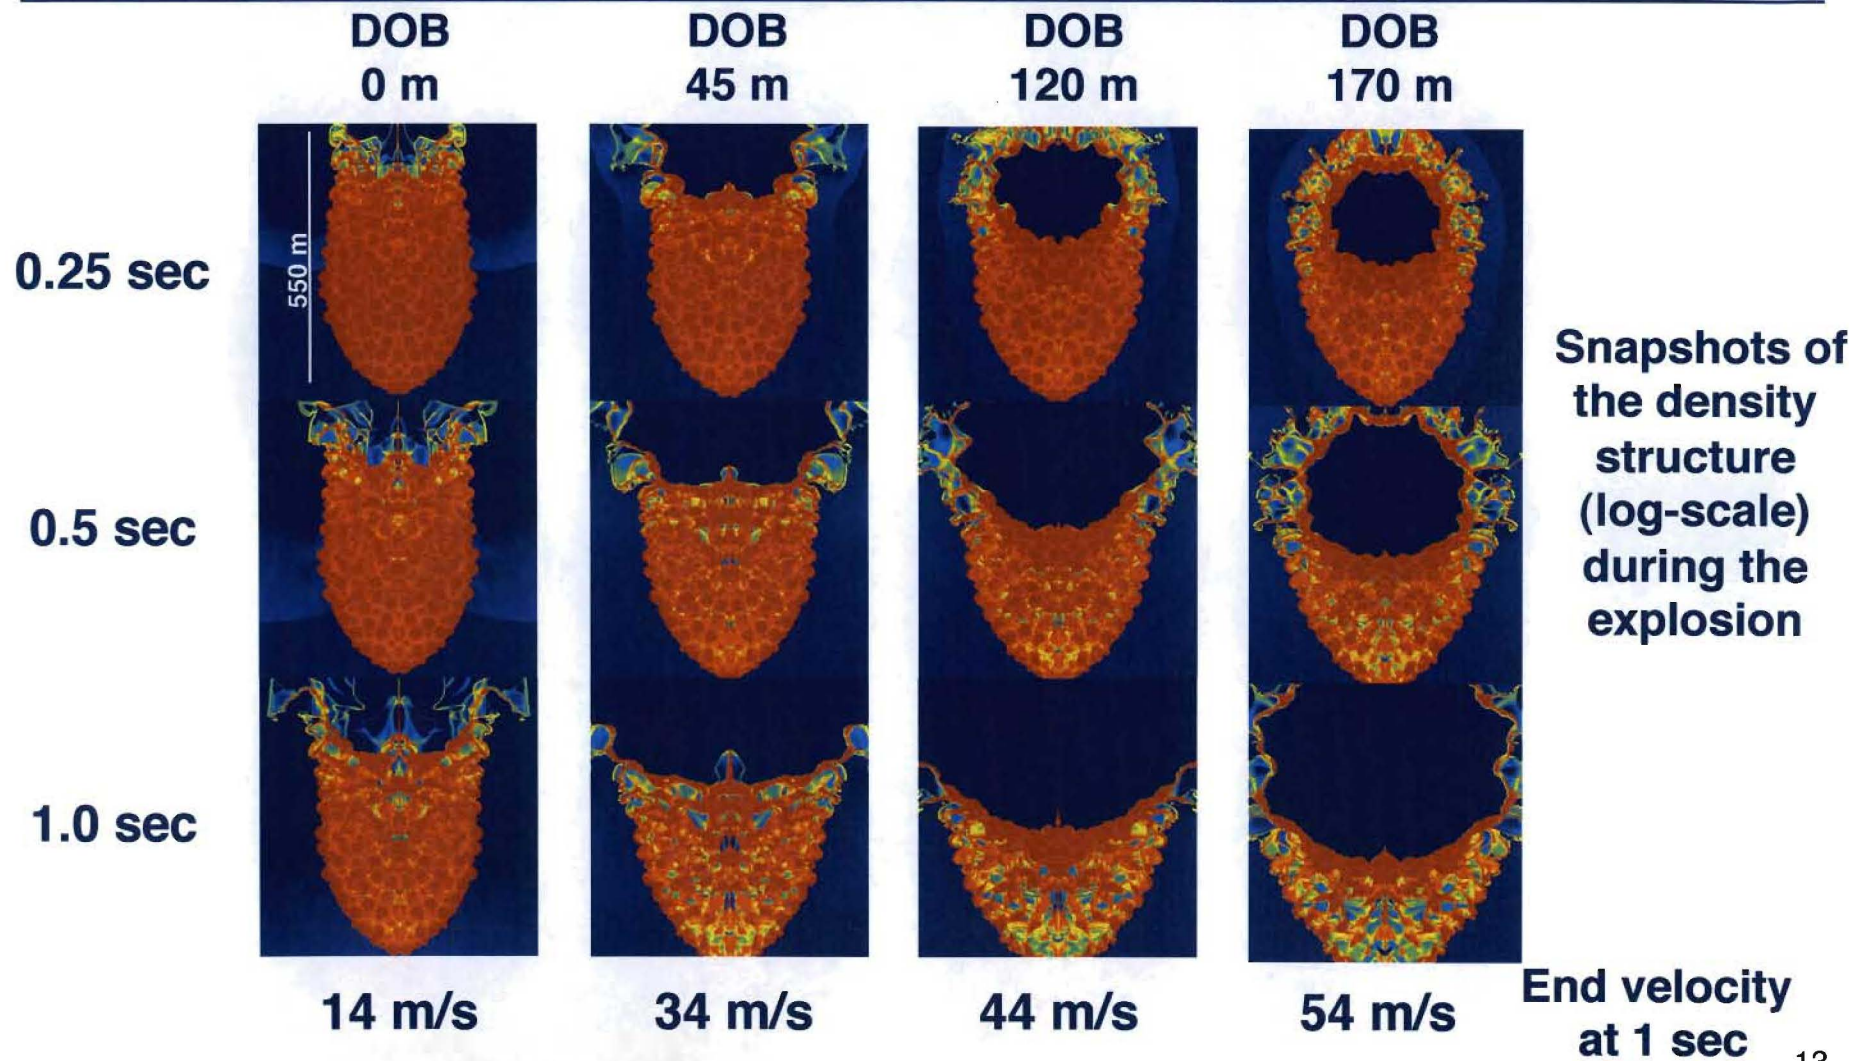 DOB
0 m
DOB
45 m
DOB
120 m
DOB
170 m
0.25 sec
550 m
0.5 sec
1.0 sec
Snapshots of
the density
structure
(log-scale)
during the
explosion
14 m/s
34 m/s
44 m/s
54 m/s
End velocity
at 1 sec